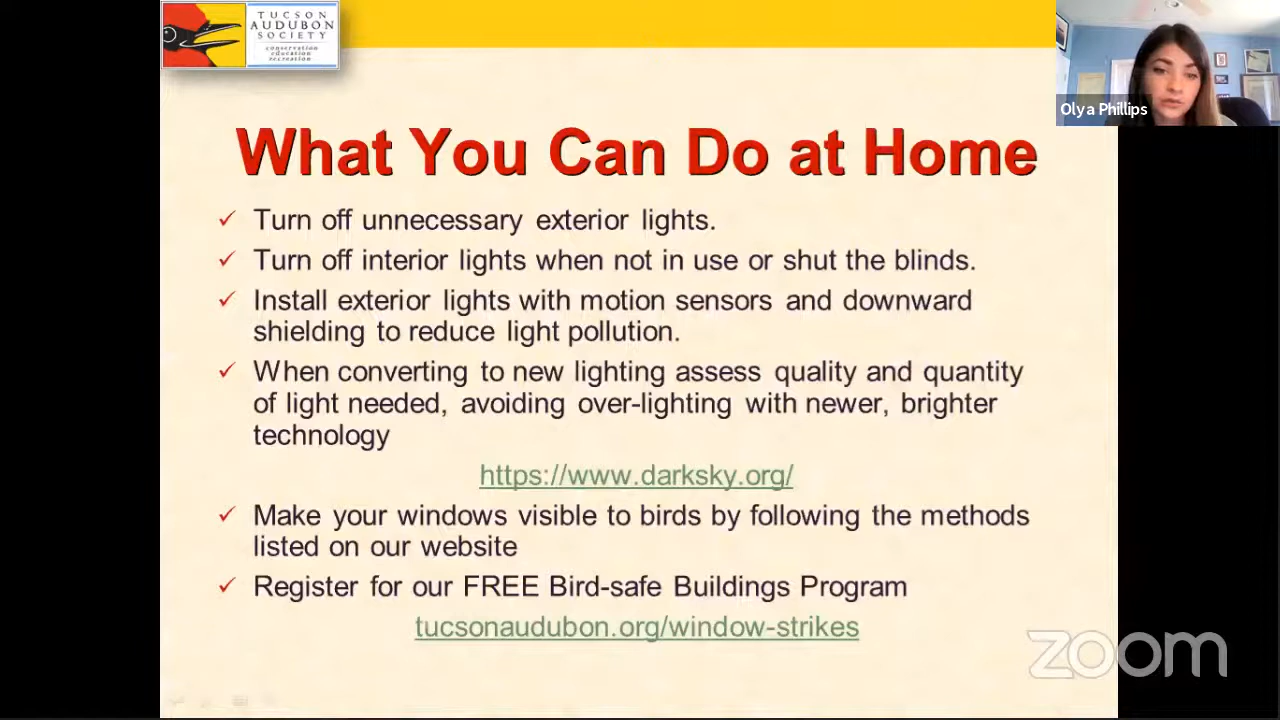 TUCSON
AUDUBON
SOCIETY
conservation
education
recreation
Olya Phillips
What You Can Do at Home
Turn off unnecessary exterior lights.
Turn off interior lights when not in use or shut the blinds.
Install exterior lights with motion sensors and downward
shielding to reduce light pollution.
When converting to new lighting assess quality and quantity
of light needed, avoiding over-lighting with newer, brighter
technology
https://www.darksky.org/
Make your windows visible to birds by following the methods
listed on our website
Register for our FREE Bird-safe Buildings Program
tucsonaudubon.org/window-strikes
zoom